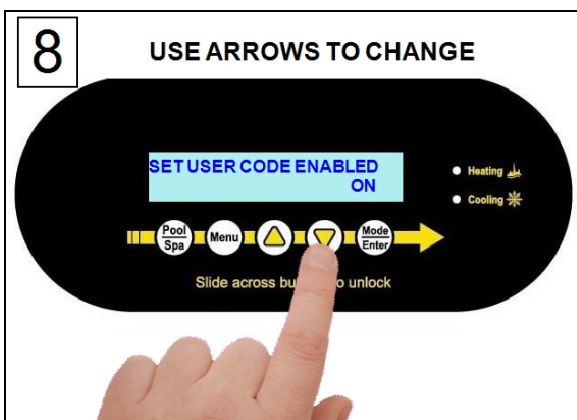 8
USE ARROWS TO CHANGE
SET USER CODE ENABLED
ON
Heating
Cooling
Pool
Spa
Menu
Mode
Enter
Slide across bu o unlock